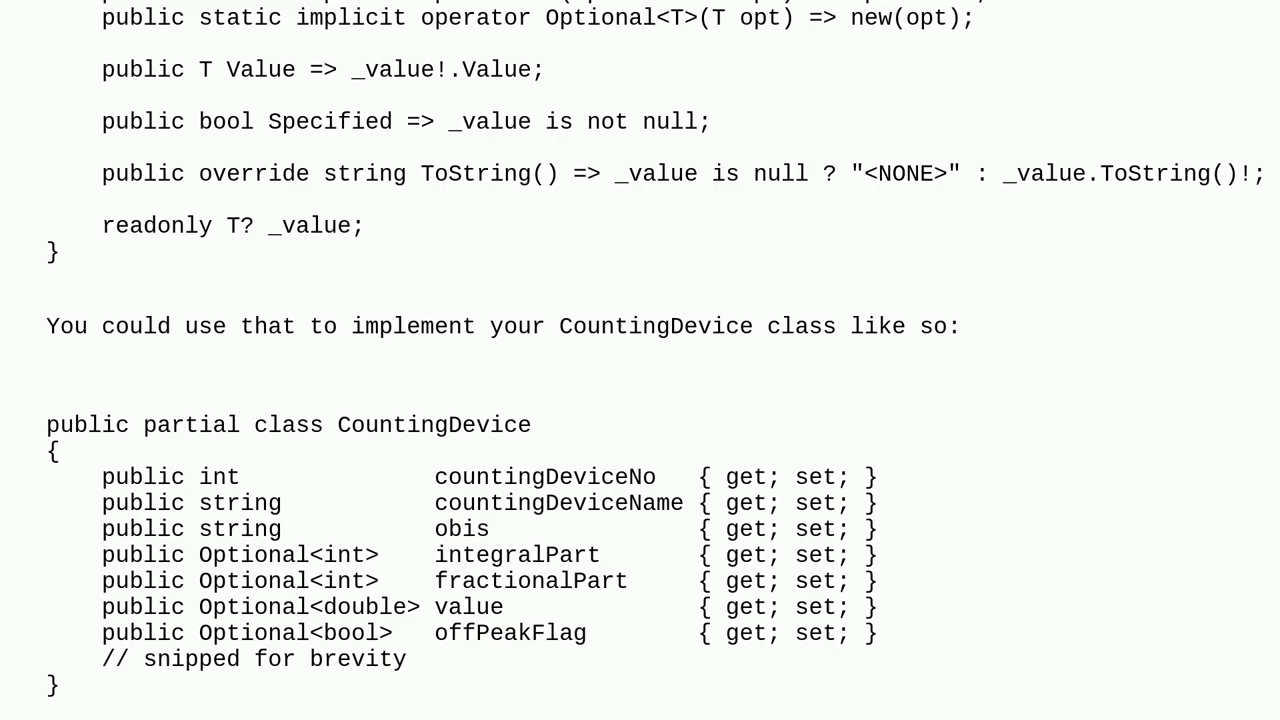 public static implicit operator Optional<T>(T opt) => new(opt);
public T Value => _value!.Value;
public bool Specified => _value is not null;
public override string ToString() => _value is null ? "<NONE>" : _value.ToString()!;
readonly T? _value;
}
You could use that to implement your CountingDevice class like so:
public partial class CountingDevice
{
public int countingDeviceNo { get; set; }
public string countingDeviceName { get; set; }
public string obis { get; set; }
public Optional<int> integralPart { get; set; }
public Optional<int> fractionalPart { get; set; }
public Optional<double> value { get; set; }
public Optional<bool> offPeakFlag { get; set; }
// snipped for brevity
}